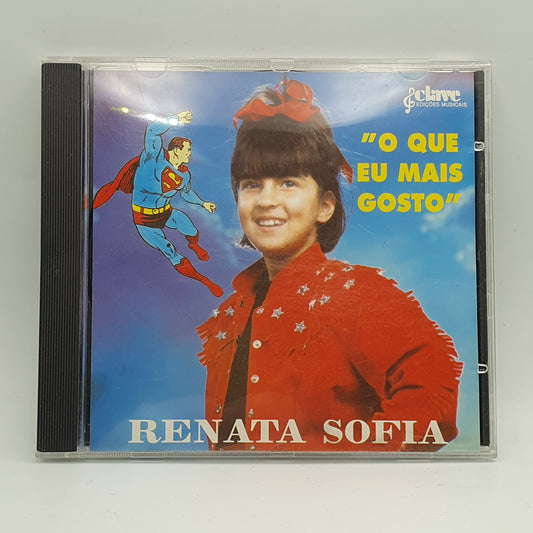 Clave
EDIÇÕES MUSICAIS
"O QUE
EU MAIS
GOSTO"
S
RENATA SOFIA